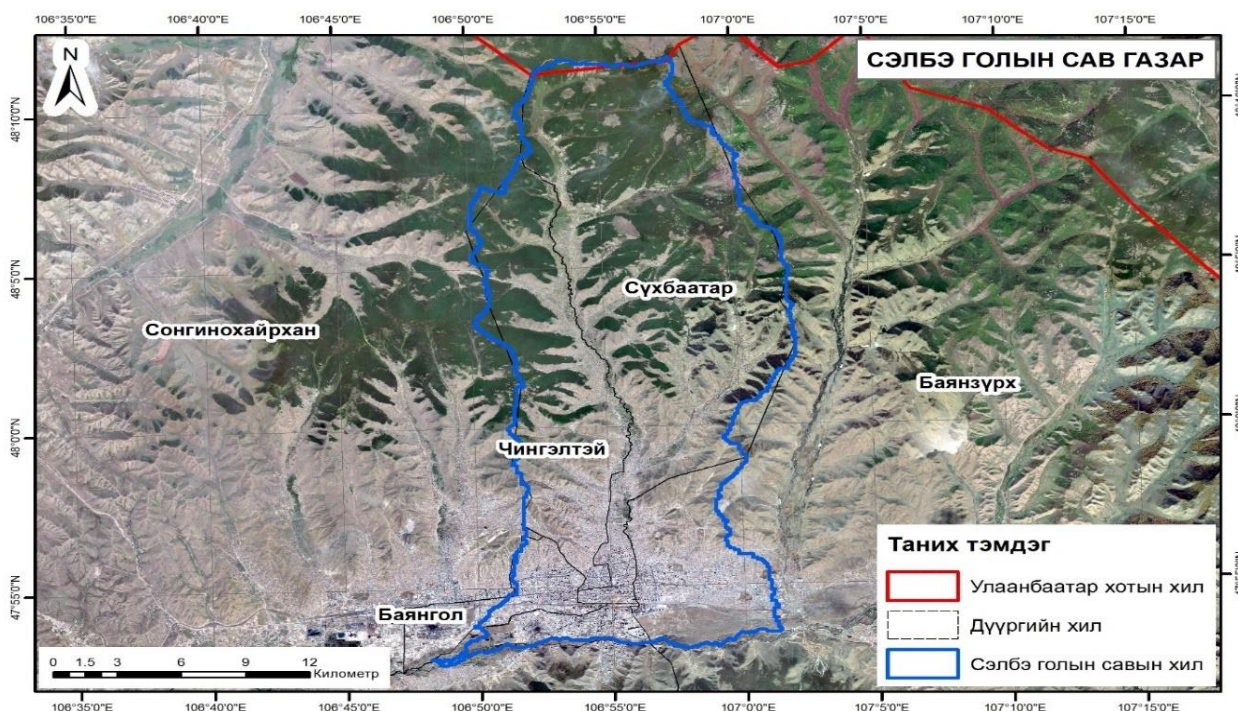 106°35'0"E 106°40'0"E 106°45'0"E 106°50'0"E 106°55'0"E 107°0'0"E 107°5'0"E 107°10'0"E 107°15'0"E
N
СЭЛБЭ ГОЛЫН САВ ГАЗАР
48°10'0"N
48°5'0"N
Сүхбаатар
Сонгинохайрхан
Баянзүрх
48°0'0"N
Чингэлтэй
47°55'0"N
Баянгол
Таних тэмдэг
Улаанбаатар хотын хил
Дүүргийн хил
Сэлбэ голын савын хил
0 1.5 3 6 9 12
Километр
106°35'0"E 106°40'0"E 106°45'0"E 106°50'0"E 106°55'0"E 107°0'0"E 107°5'0"E 107°10'0"E 107°15'0"E